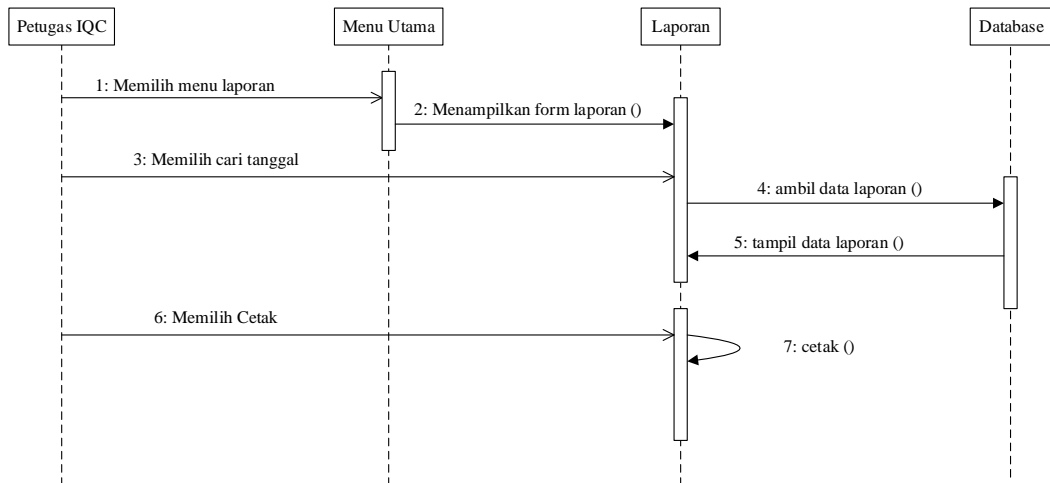 Petugas IQC
Menu Utama
Laporan
Database
1: Memilih menu laporan
2: Menampilkan form laporan ()
3: Memilih cari tanggal
4: ambil data laporan ()
5: tampil data laporan ()
6: Memilih Cetak
7: cetak ()